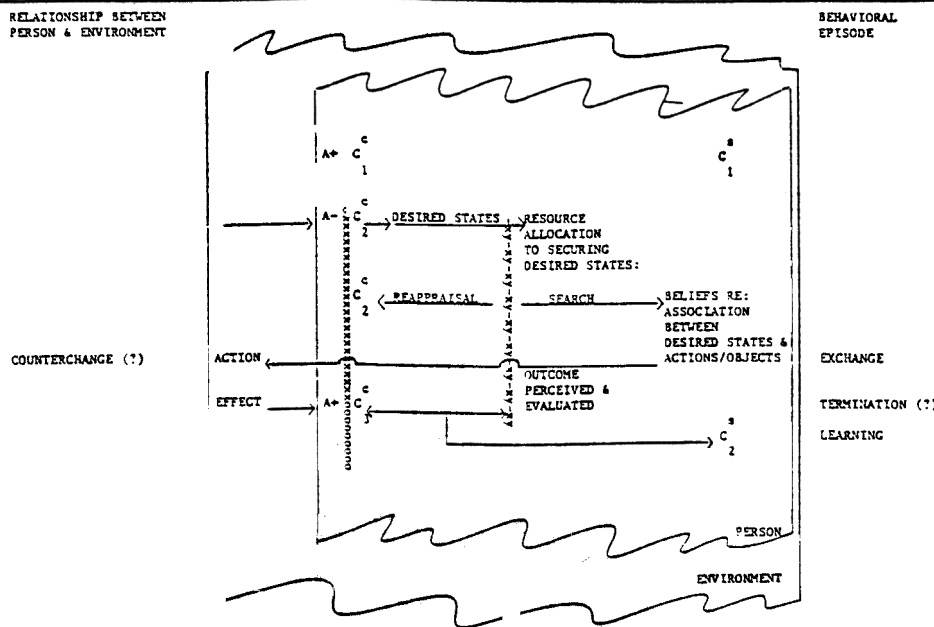 RELATIONSHIP BETWEEN
PERSON & ENVIRONMENT
BEHAVIORAL
EPISODE
A+ C c 1
C s 1
A- C c 2
DESIRED STATES
RESOURCE
ALLOCATION
TO SECURING
DESIRED STATES:
C c 2
REAPPRAISAL
SEARCH
BELIEFS RE:
ASSOCIATION
BETWEEN
DESIRED STATES &
ACTIONS/OBJECTS
COUNTERCHANGE (?)
ACTION
EXCHANGE
OUTCOME
PERCEIVED &
EVALUATED
EFFECT
A+ C c 3
TERMINATION (?)
C s 2
LEARNING
PERSON
ENVIRONMENT